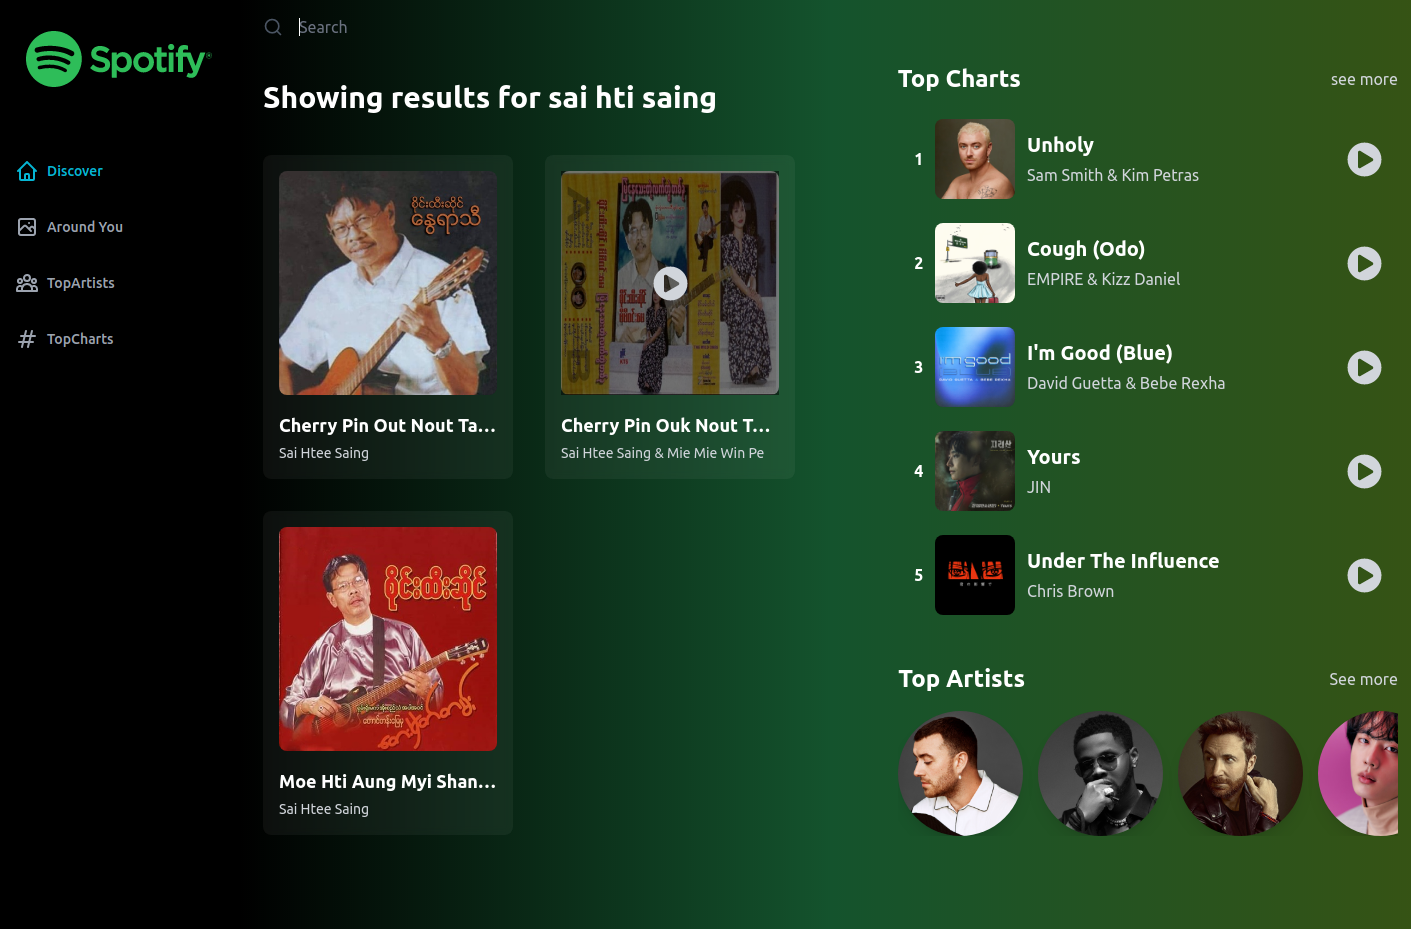 Spotify
Search
Showing results for sai hti saing
Discover
Around You
TopArtists
TopCharts
စိုင်းထီးဆိုင်
နွေရာသီ
Cherry Pin Out Nout Ta...
Sai Htee Saing
Cherry Pin Ouk Nout T...
Sai Htee Saing & Mie Mie Win Pe
စိုင်းထီးဆိုင်
Moe Hti Aung Myi Shan...
Sai Htee Saing
Top Charts
see more
1
Unholy
Sam Smith & Kim Petras
2
Cough (Odo)
EMPIRE & Kizz Daniel
3
i'm good
I'm Good (Blue)
David Guetta & Bebe Rexha
4
지리산
Yours
JIN
5
Under The Influence
Chris Brown
Top Artists
See more